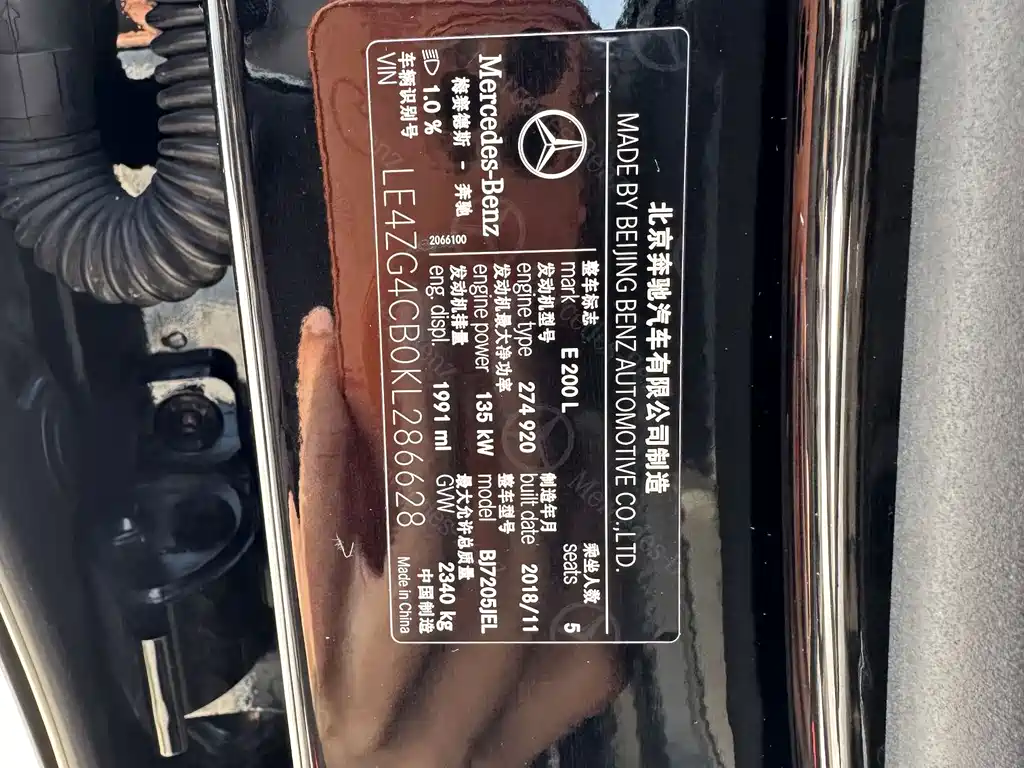 北京奔驰汽车有限公司制造
MADE BY BEIJING BENZ AUTOMOTIVE CO.,LTD.
整车标志 乘坐人数
mark E 200 L seats 5
发动机型号 制造年月
engine type 274 920 built date 2018/11
发动机最大净功率 整车型号
engine power 135 kW model BJ7205JEL
发动机排量 最大允许总质量
eng. displ. 1991 ml GWW 2340 kg
Mercedes-Benz
梅赛德斯 - 奔驰
2066100
1.0 %
车辆识别号
VIN LE4ZG4CB0KL286628
中国制造
Made in China